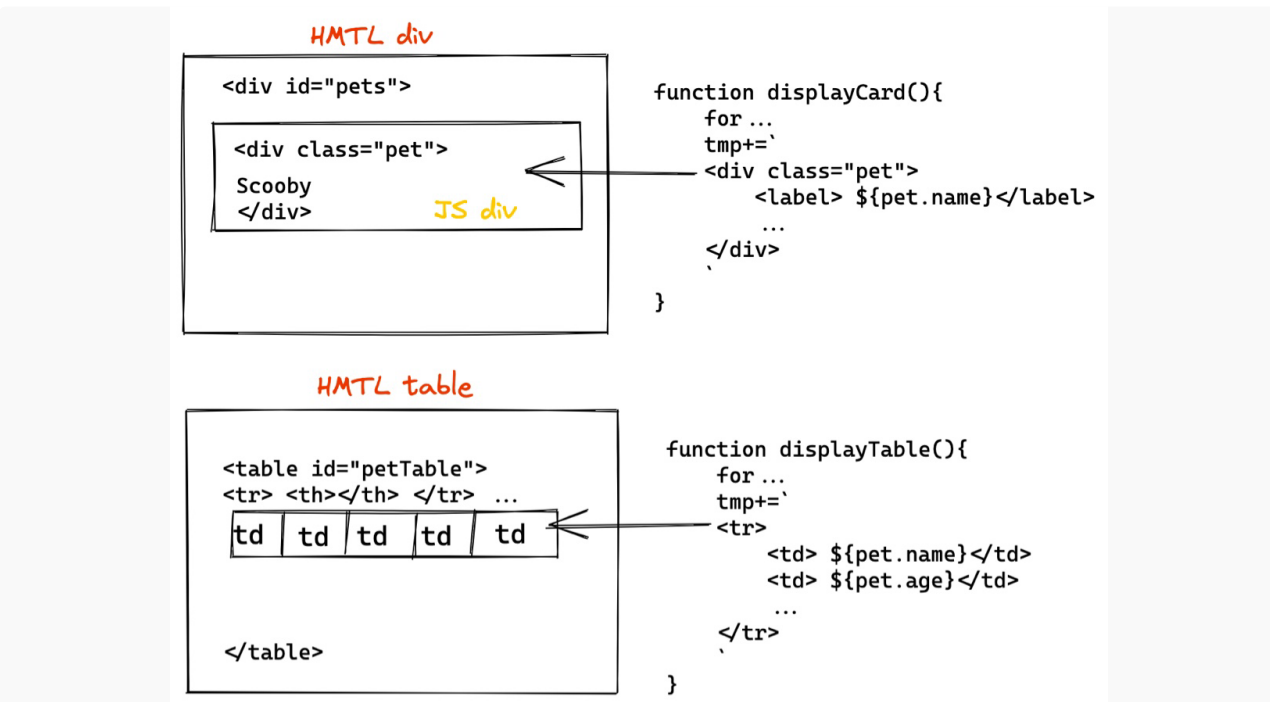 HMTL div
<div id="pets">
<div class="pet">
Scooby
</div>
JS div
function displayCard(){
for ...
tmp+=`
<div class="pet">
<label> ${pet.name}</label>
...
</div>
`
}
HMTL table
<table id="petTable">
<tr> <th></th> </tr> ...
td td td td td
</table>
function displayTable(){
for ...
tmp+=`
<tr>
<td> ${pet.name}</td>
<td> ${pet.age}</td>
...
</tr>
`
}